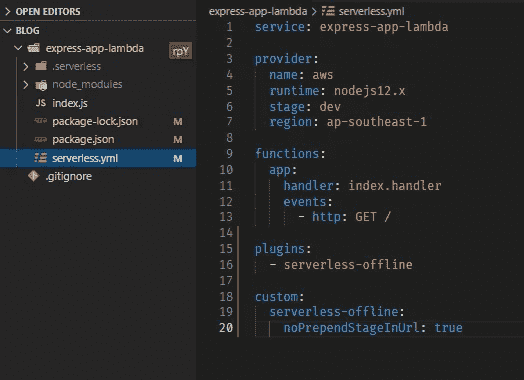 OPEN EDITORS
BLOG
express-app-lambda
.serverless
node_modules
JS index.js
package-lock.json M
package.json M
serverless.yml M
.gitignore
express-app-lambda > serverless.yml
1 service: express-app-lambda
2
3 provider:
4 name: aws
5 runtime: nodejs12.x
6 stage: dev
7 region: ap-southeast-1
8
9 functions:
10 app:
11 handler: index.handler
12 events:
13 - http: GET /
14
15 plugins:
16 - serverless-offline
17
18 custom:
19 serverless-offline:
20 noPrependStageInUrl: true